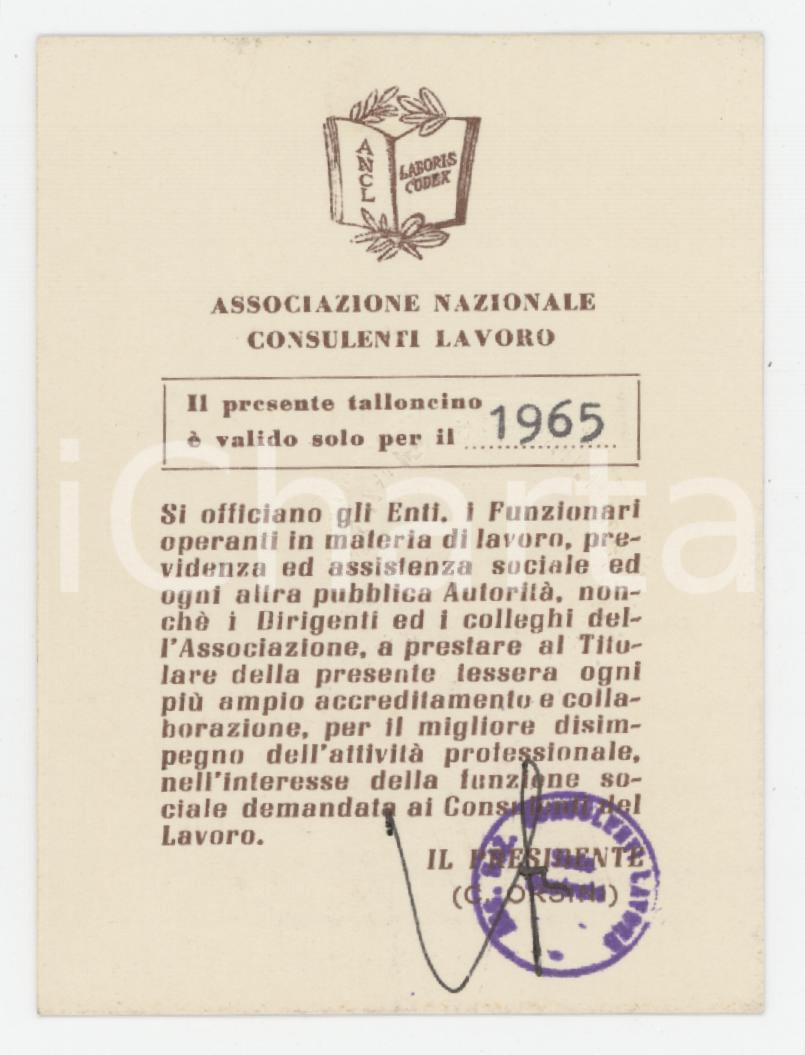 ANCL
LABORIS
CODEX
ASSOCIAZIONE NAZIONALE
CONSULENTI LAVORO
Il presente talloncino
è valido solo per il 1965
iCharta
Si officiano gli Enti. i Funzionari
operanti in materia di lavoro, pre-
videnza ed assistenza sociale ed
ogni altra pubblica Autorità, non-
chè i Dirigenti ed i colleghi del-
l'Associazione, a prestare al Tito-
lare della presente tessera ogni
più ampio accreditamento e colla-
borazione, per il migliore disim-
pegno dell'attività professionale,
nell'interesse della funzione so-
ciale demandata ai Consulenti del
Lavoro.
IL PRESIDENTE
(G. ORSINI)
CONSULENTI LAVORO